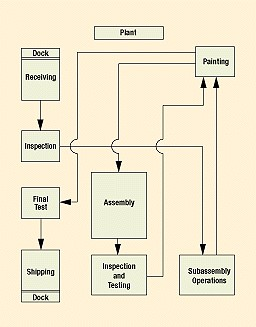 Plant
Dock
Receiving
Painting
Inspection
Final
Test
Assembly
Shipping
Dock
Inspection
and
Testing
Subassembly
Operations